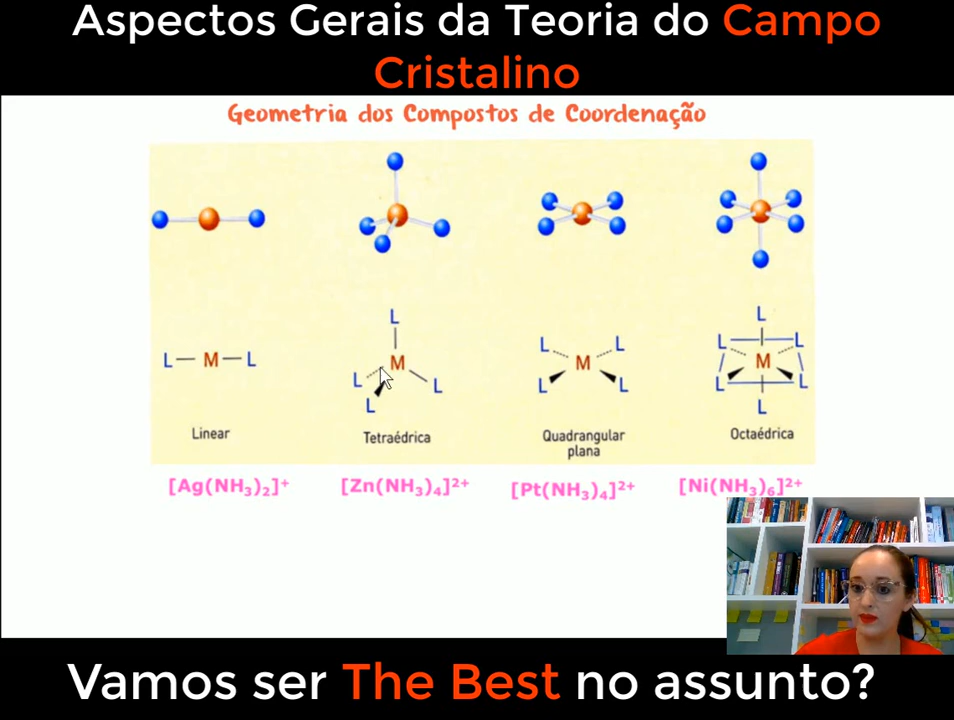 Aspectos Gerais da Teoria do Campo
Cristalino
Geometria dos Compostos de Coordenação
L
L M L
M
L
L
L
L L
M
L L
L
L L
M
L L
L
Linear
Tetraédrica
Quadrangular
plana
Octaédrica
[Ag(NH₃)₂]⁺
[Zn(NH₃)₄]²⁺
[Pt(NH₃)₄]²⁺
[Ni(NH₃)₆]²⁺
Vamos ser The Best no assunto?